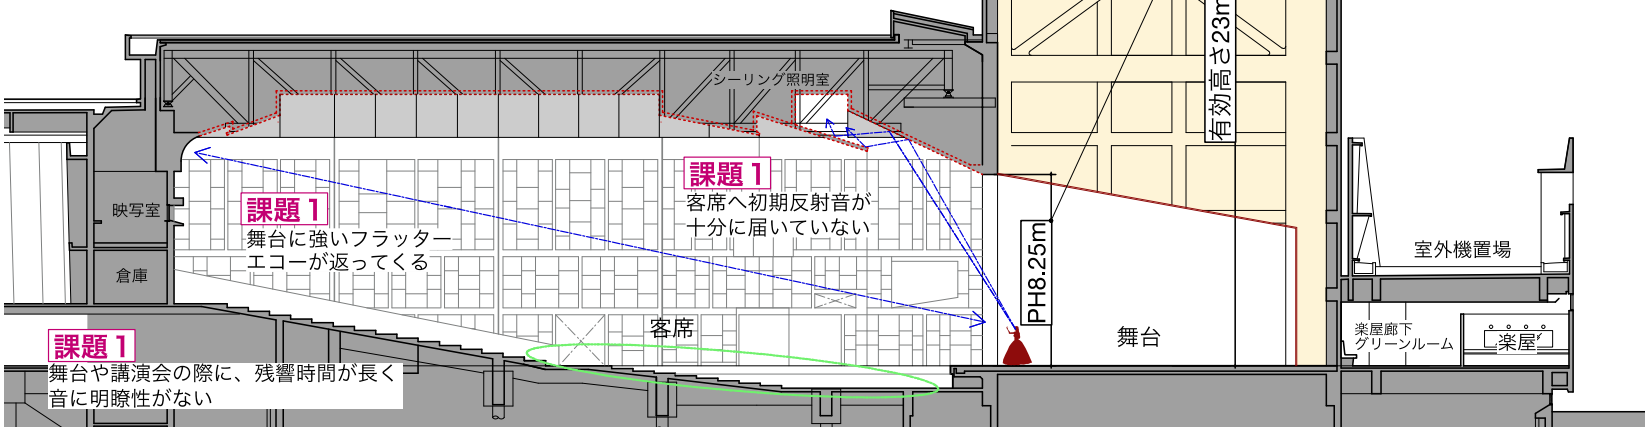 シーリング照明室
有効高さ23m
課題1
客席へ初期反射音が
十分に届いていない
映写室
課題1
舞台に強いフラッター
エコーが返ってくる
倉庫
PH8.25m
室外機置場
客席
舞台
楽屋廊下
グリーンルーム
楽屋
課題1
舞台や講演会の際に、残響時間が長く
音に明瞭性がない